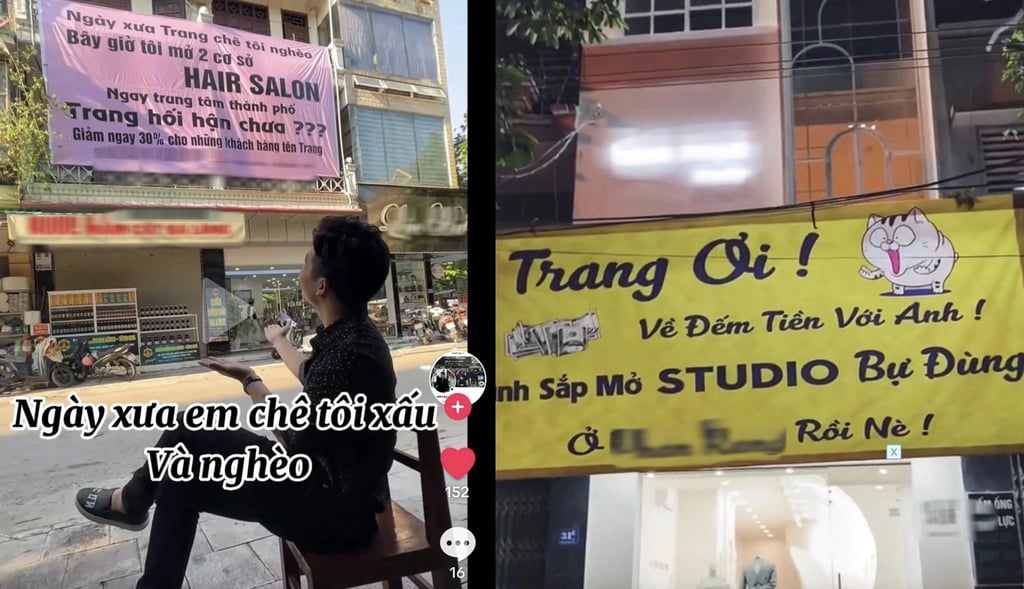 Ngày xưa Trang chê tôi nghèo
Bây giờ tôi mở 2 cơ sở
HAIR SALON
Ngay trung tâm thành phố
Trang hối hận chưa ???
Giảm ngay 30% cho những khách hàng tên Trang
Ngày xưa em chê tôi xấu
Và nghèo
152
16
Trang Ơi !
Về Đếm Tiền Với Anh !
nh Sắp Mở STUDIO Bự Đùng
Ở
Rồi Nè !
X
ỐNG
LỰC